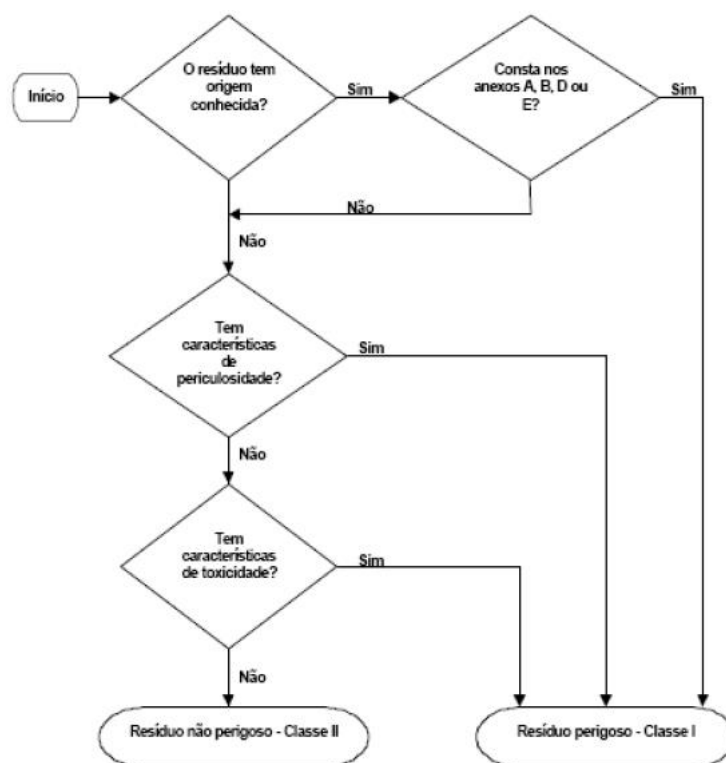 Início
O resíduo tem
origem
conhecida?
Sim
Consta nos
anexos A, B, D ou
E?
Sim
Não
Não
Tem
características
de
periculosidade?
Sim
Não
Tem
características
de toxicidade?
Sim
Não
Resíduo não perigoso - Classe II
Resíduo perigoso - Classe I